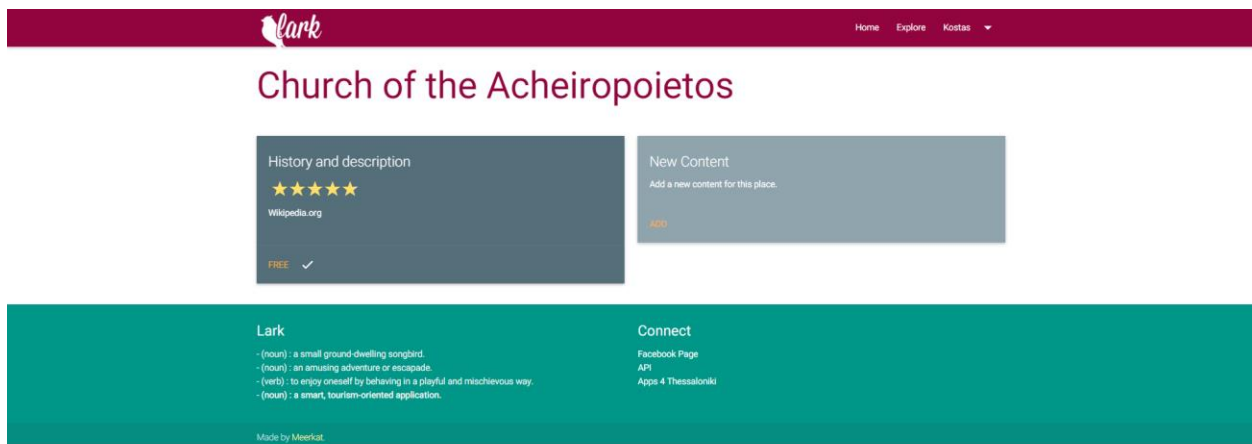 lark
Home Explore Kostas
Church of the Acheiropoietos
History and description
Wikipedia.org
FREE
New Content
Add a new content for this place.
ADD
Lark
- (noun) : a small ground-dwelling songbird.
- (noun) : an amusing adventure or escapade.
- (verb) : to enjoy oneself by behaving in a playful and mischievous way.
- (noun) : a smart, tourism-oriented application.
Connect
Facebook Page
API
Apps 4 Thessaloniki
Made by Meerkat.